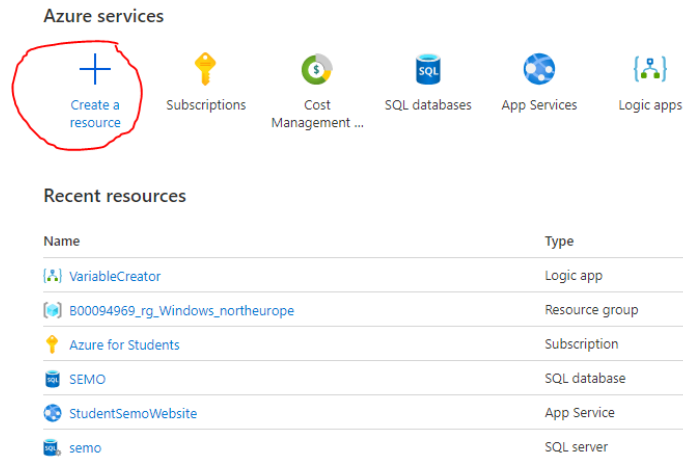 Azure services
Create a resource
Subscriptions
Cost Management ...
SQL databases
App Services
Logic apps
Recent resources
Name Type
VariableCreator Logic app
B00094969_rg_Windows_northeurope Resource group
Azure for Students Subscription
SEMO SQL database
StudentSemoWebsite App Service
semo SQL server